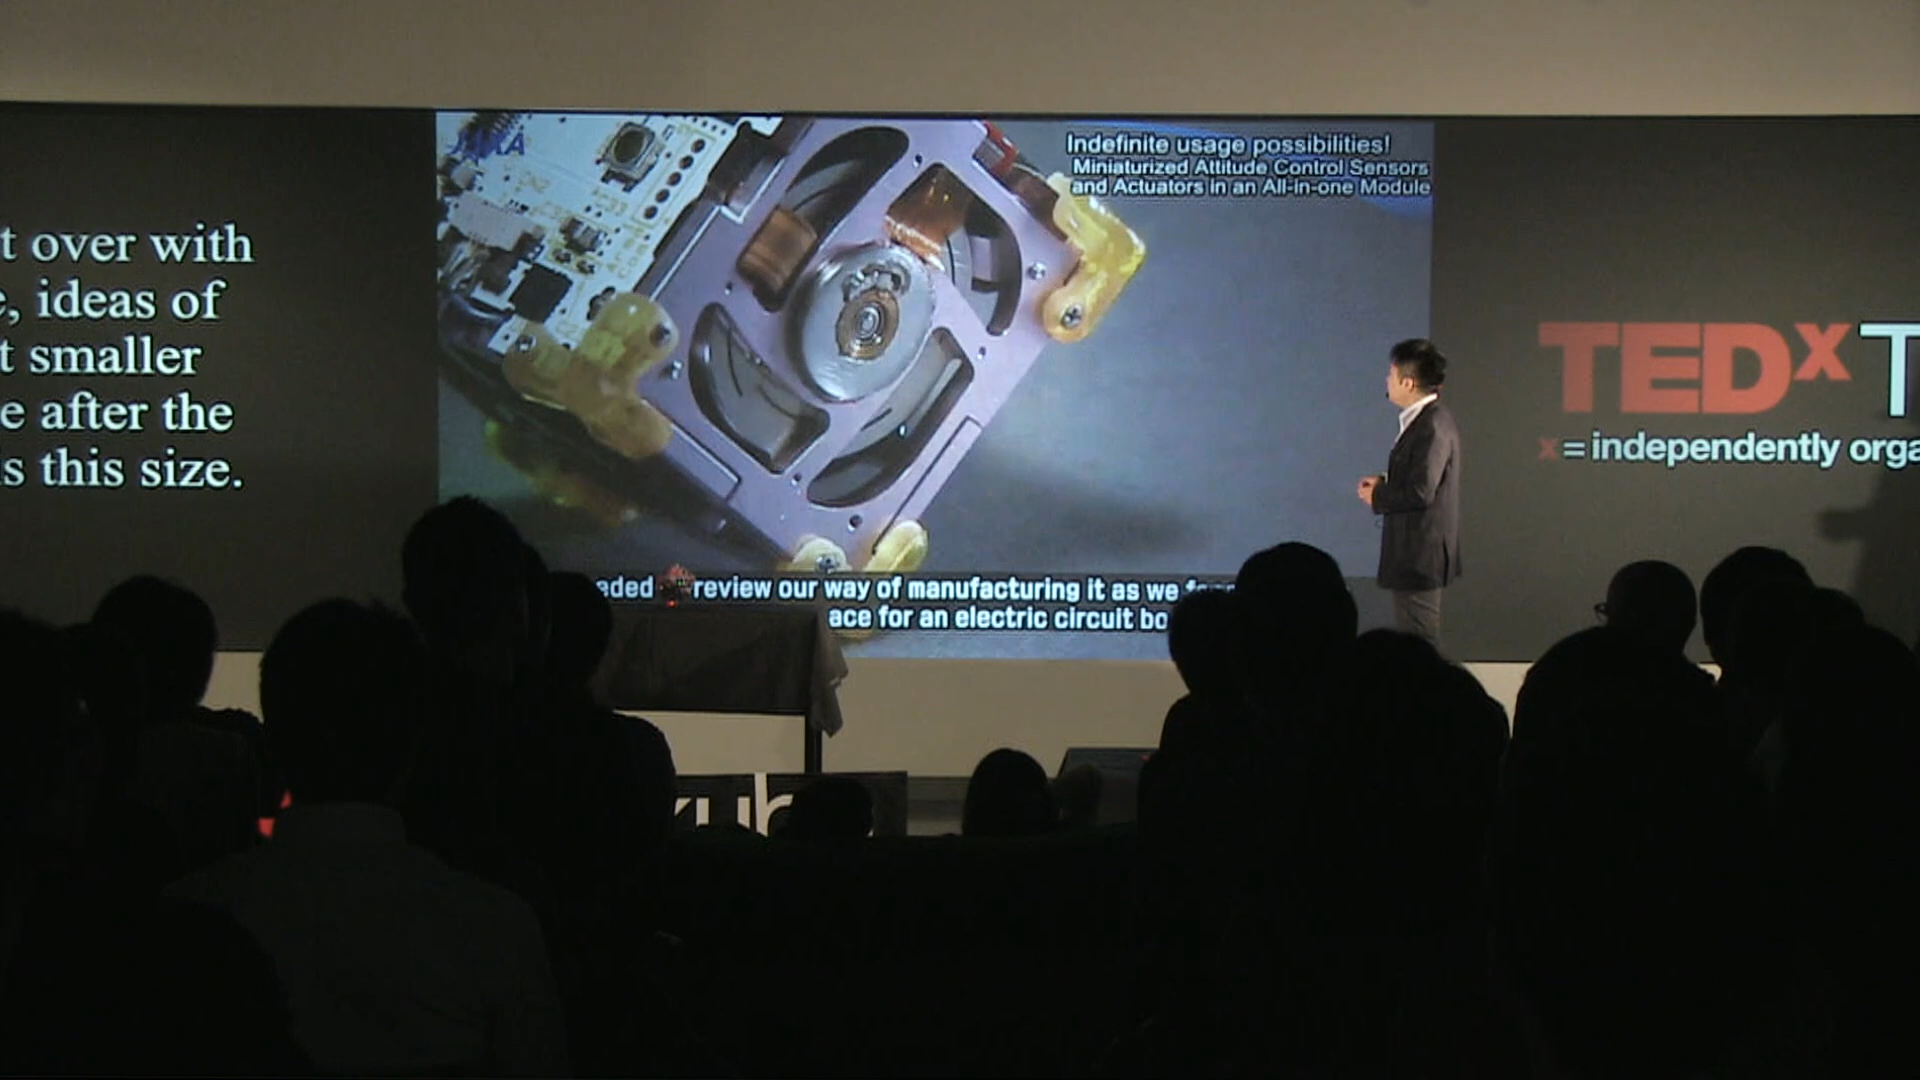 t over with
, ideas of
t smaller
e after the
s this size.
JAXA
Indefinite usage possibilities!
Miniaturized Attitude Control Sensors
and Actuators in an All-in-one Module
eded review our way of manufacturing it as we
ace for an electric circuit bo
TEDx T
x = independently orga